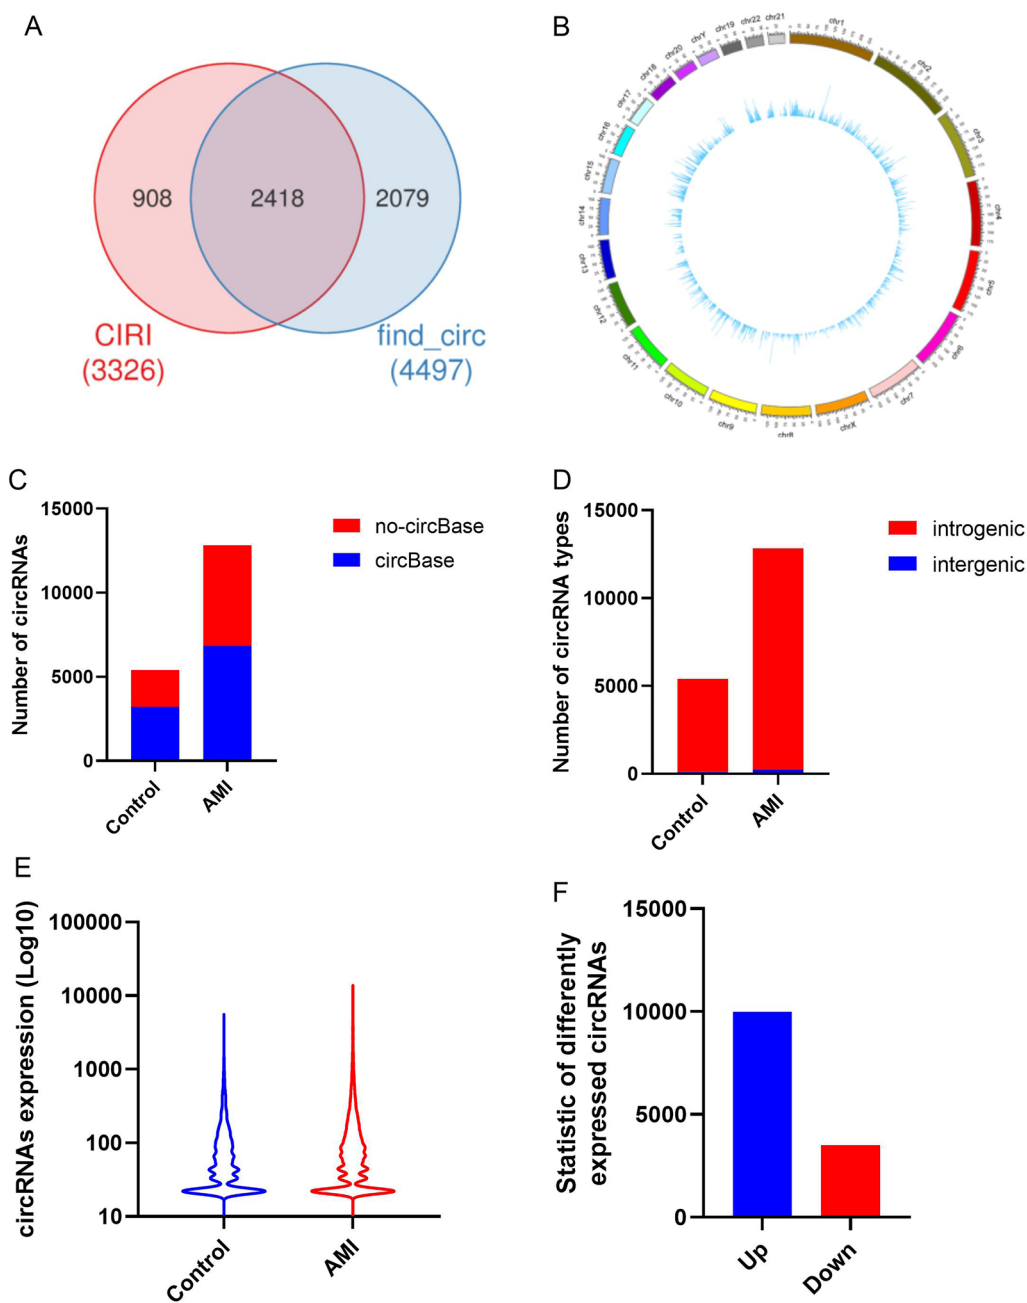 A
908
2418
2079
CIRI
(3326)
find_circ
(4497)
B
chr1
chr2
chr3
chr4
chr5
chr6
chr7
chrX
chr8
chr9
chr10
chr11
chr12
chr13
chr14
chr15
chr16
chr17
chr18
chr20
chrY
chr19
chr22
chr21
C
Number of circRNAs
15000
10000
5000
0
Control
AMI
no-circBase
circBase
D
Number of circRNA types
15000
10000
5000
0
Control
AMI
introgenic
intergenic
E
circRNAs expression (Log10)
100000
10000
1000
100
10
Control
AMI
F
Statistic of differently
expressed circRNAs
15000
10000
5000
0
Up
Down